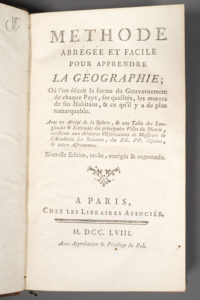 METHODE
ABREGÉE ET FACILE
POUR APPRENDRE
LA GÉOGRAPHIE;
Où l'on décrit la forme du Gouvernement
de chaque Pays, ses qualités, les mœurs
de ses Habitans, & ce qu'il y a de plus
remarquable.
Avec un Abrégé de la Sphere, & une Table des Lon-
gitudes & Latitudes des principales Villes du Monde,
conforme aux dernieres Observations de Messieurs de
l'Académie des Sciences, des RR. PP. Jésuites,
& autres Astronomes.
Nouvelle Edition, revûe, corrigée & augmentée.
A PARIS,
CHEZ LES LIBRAIRES ASSOCIÉS.
M. DCC. LVIII.
Avec Approbation & Privilege du Roi.